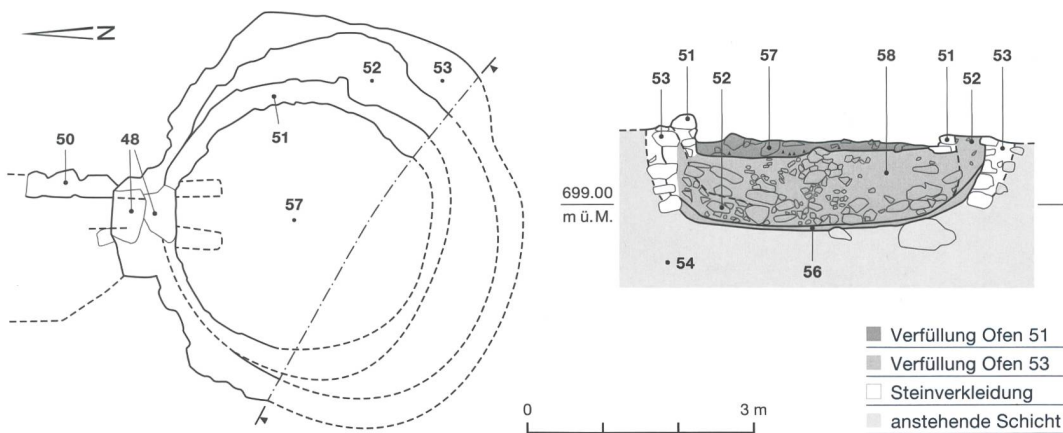 N
50
48
52
53
51
57
51
57
58
51
53
53
52
52
699.00
m ü. M.
54
56
Verfüllung Ofen 51
Verfüllung Ofen 53
Steinverkleidung
anstehende Schicht
0
3 m